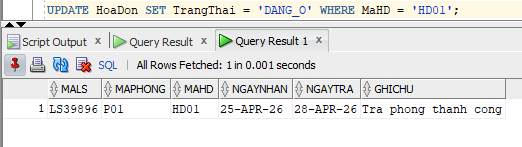 UPDATE HoaDon SET TrangThai = 'DANG_O' WHERE MaHD = 'HD01';
Script Output x Query Result x Query Result 1 x
SQL | All Rows Fetched: 1 in 0.001 seconds
MALS MAPHONG MAHD NGAYNHAN NGAYTRA GHICHU
1 LS39896 P01 HD01 25-APR-26 28-APR-26 Tra phong thanh cong